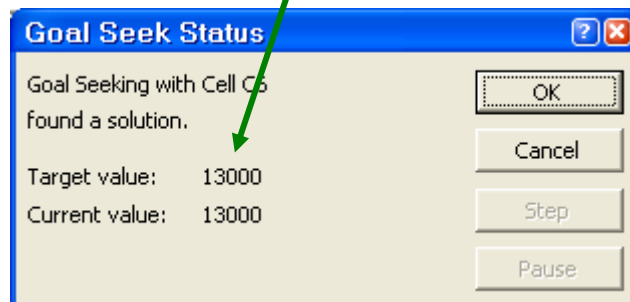 Goal Seek Status
Goal Seeking with Cell C6
found a solution.
Target value: 13000
Current value: 13000
OK
Cancel
Step
Pause